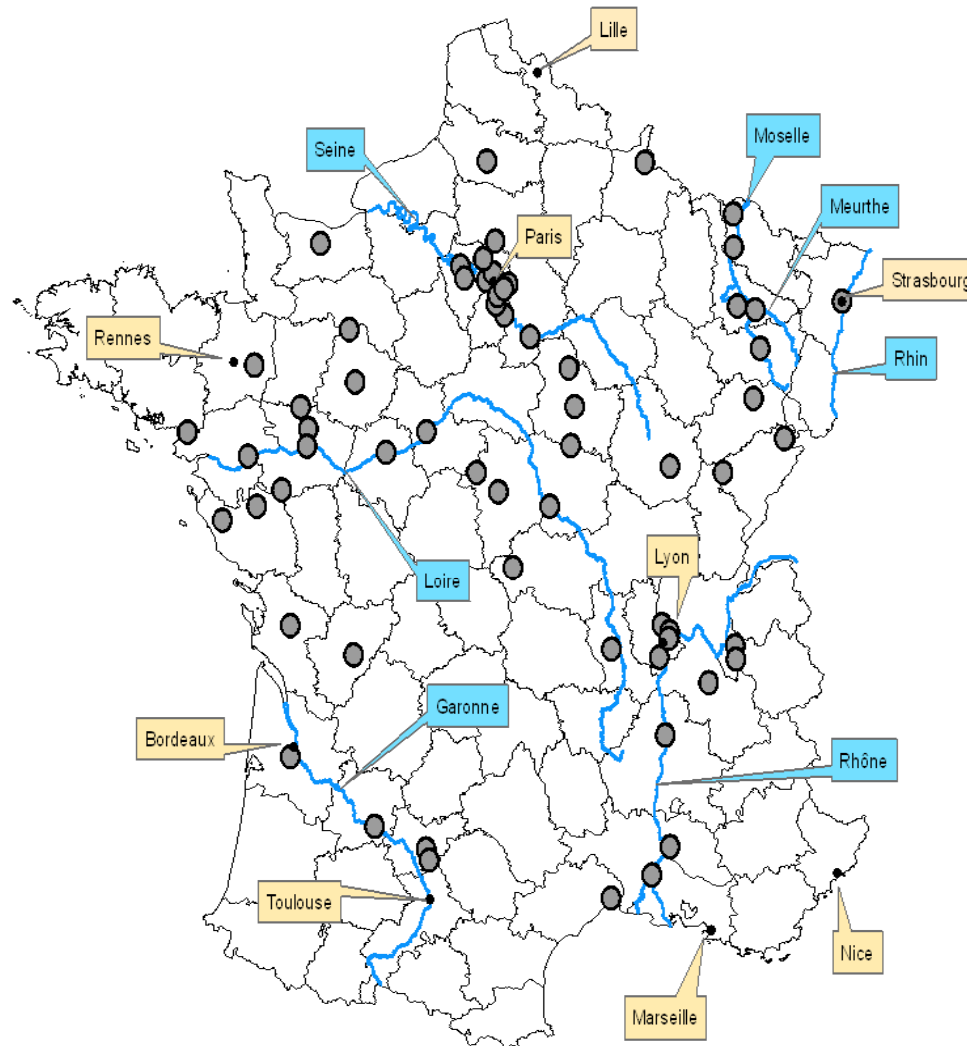 Lille
Seine
Moselle
Meurthe
Paris
Strasbourg
Rennes
Rhin
Loire
Lyon
Garonne
Bordeaux
Rhône
Toulouse
Nice
Marseille